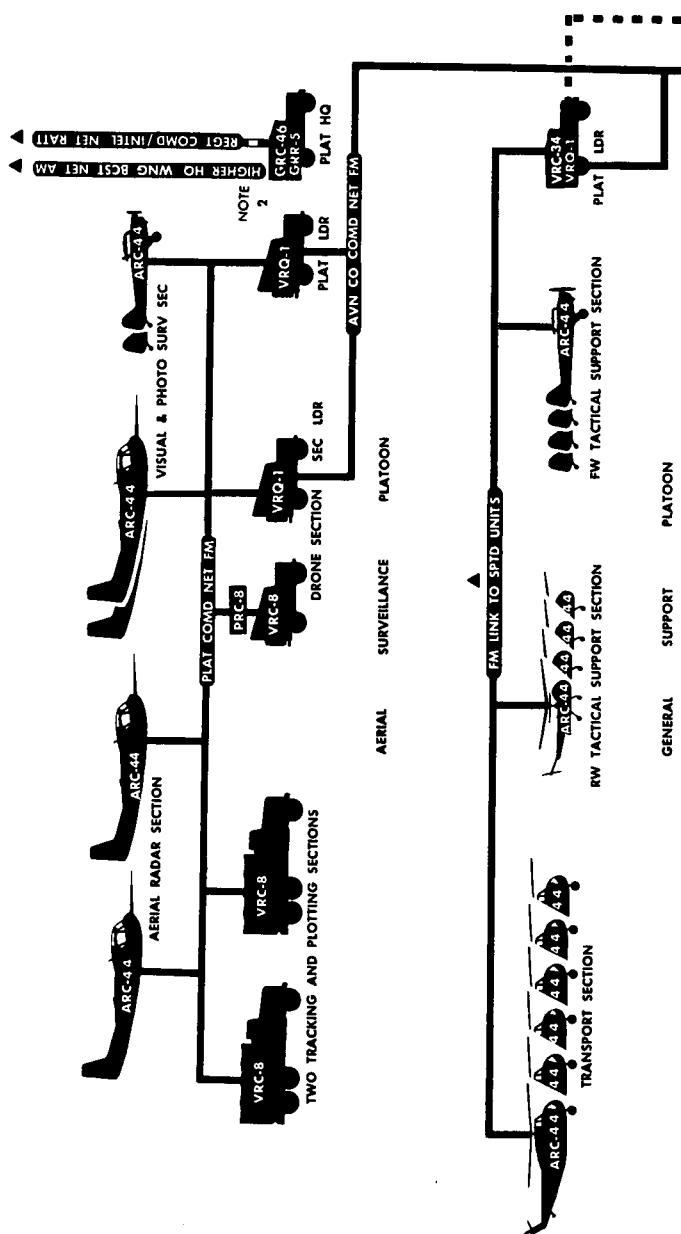 REGT COMD/INTEL NET RATT
HIGHER HQ WNG BCST NET AM
NOTE
2
GRC-46
GRR-5
PLAT HQ
ARC-44
ARC-44
ARC-44
ARC-44
VISUAL & PHOTO SURV SEC
AERIAL RADAR SECTION
PLAT COMD NET FM
PRC-8
VRC-8
VRC-8
VRC-8
VRQ-1
VRQ-1
PLAT LDR
SEC LDR
DRONE SECTION
TWO TRACKING AND PLOTTING SECTIONS
AVN CO COMD NET FM
AERIAL SURVEILLANCE PLATOON
FM LINK TO SPTD UNITS
VRC-34
VRQ-1
PLAT LDR
ARC-44
44
44
44
44
44
TRANSPORT SECTION
ARC-44
44
44
44
44
RW TACTICAL SUPPORT SECTION
ARC-44
FW TACTICAL SUPPORT SECTION
GENERAL SUPPORT PLATOON